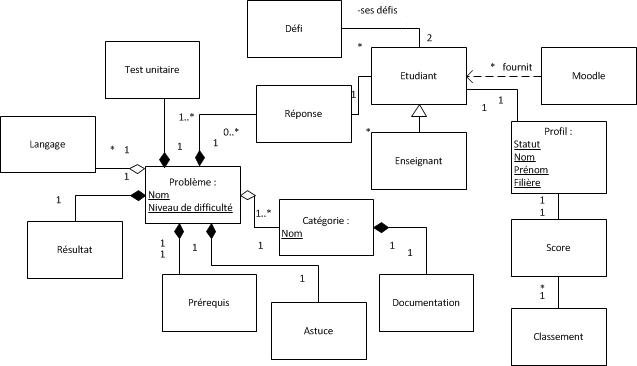 -ses défis
Défi
2
*
Test unitaire
Etudiant
* fournit
Moodle
1
1
1
1..*
Réponse
0..*
*
Langage
* 1
1
1
1
Enseignant
Profil :
Statut
Nom
Prénom
Filière
Problème :
Nom
Niveau de difficulté
1
1..*
1
Catégorie :
Nom
1
1
Score
Résultat
1
1
1
1
1
1
1
Prérequis
Astuce
Documentation
*
1
Classement